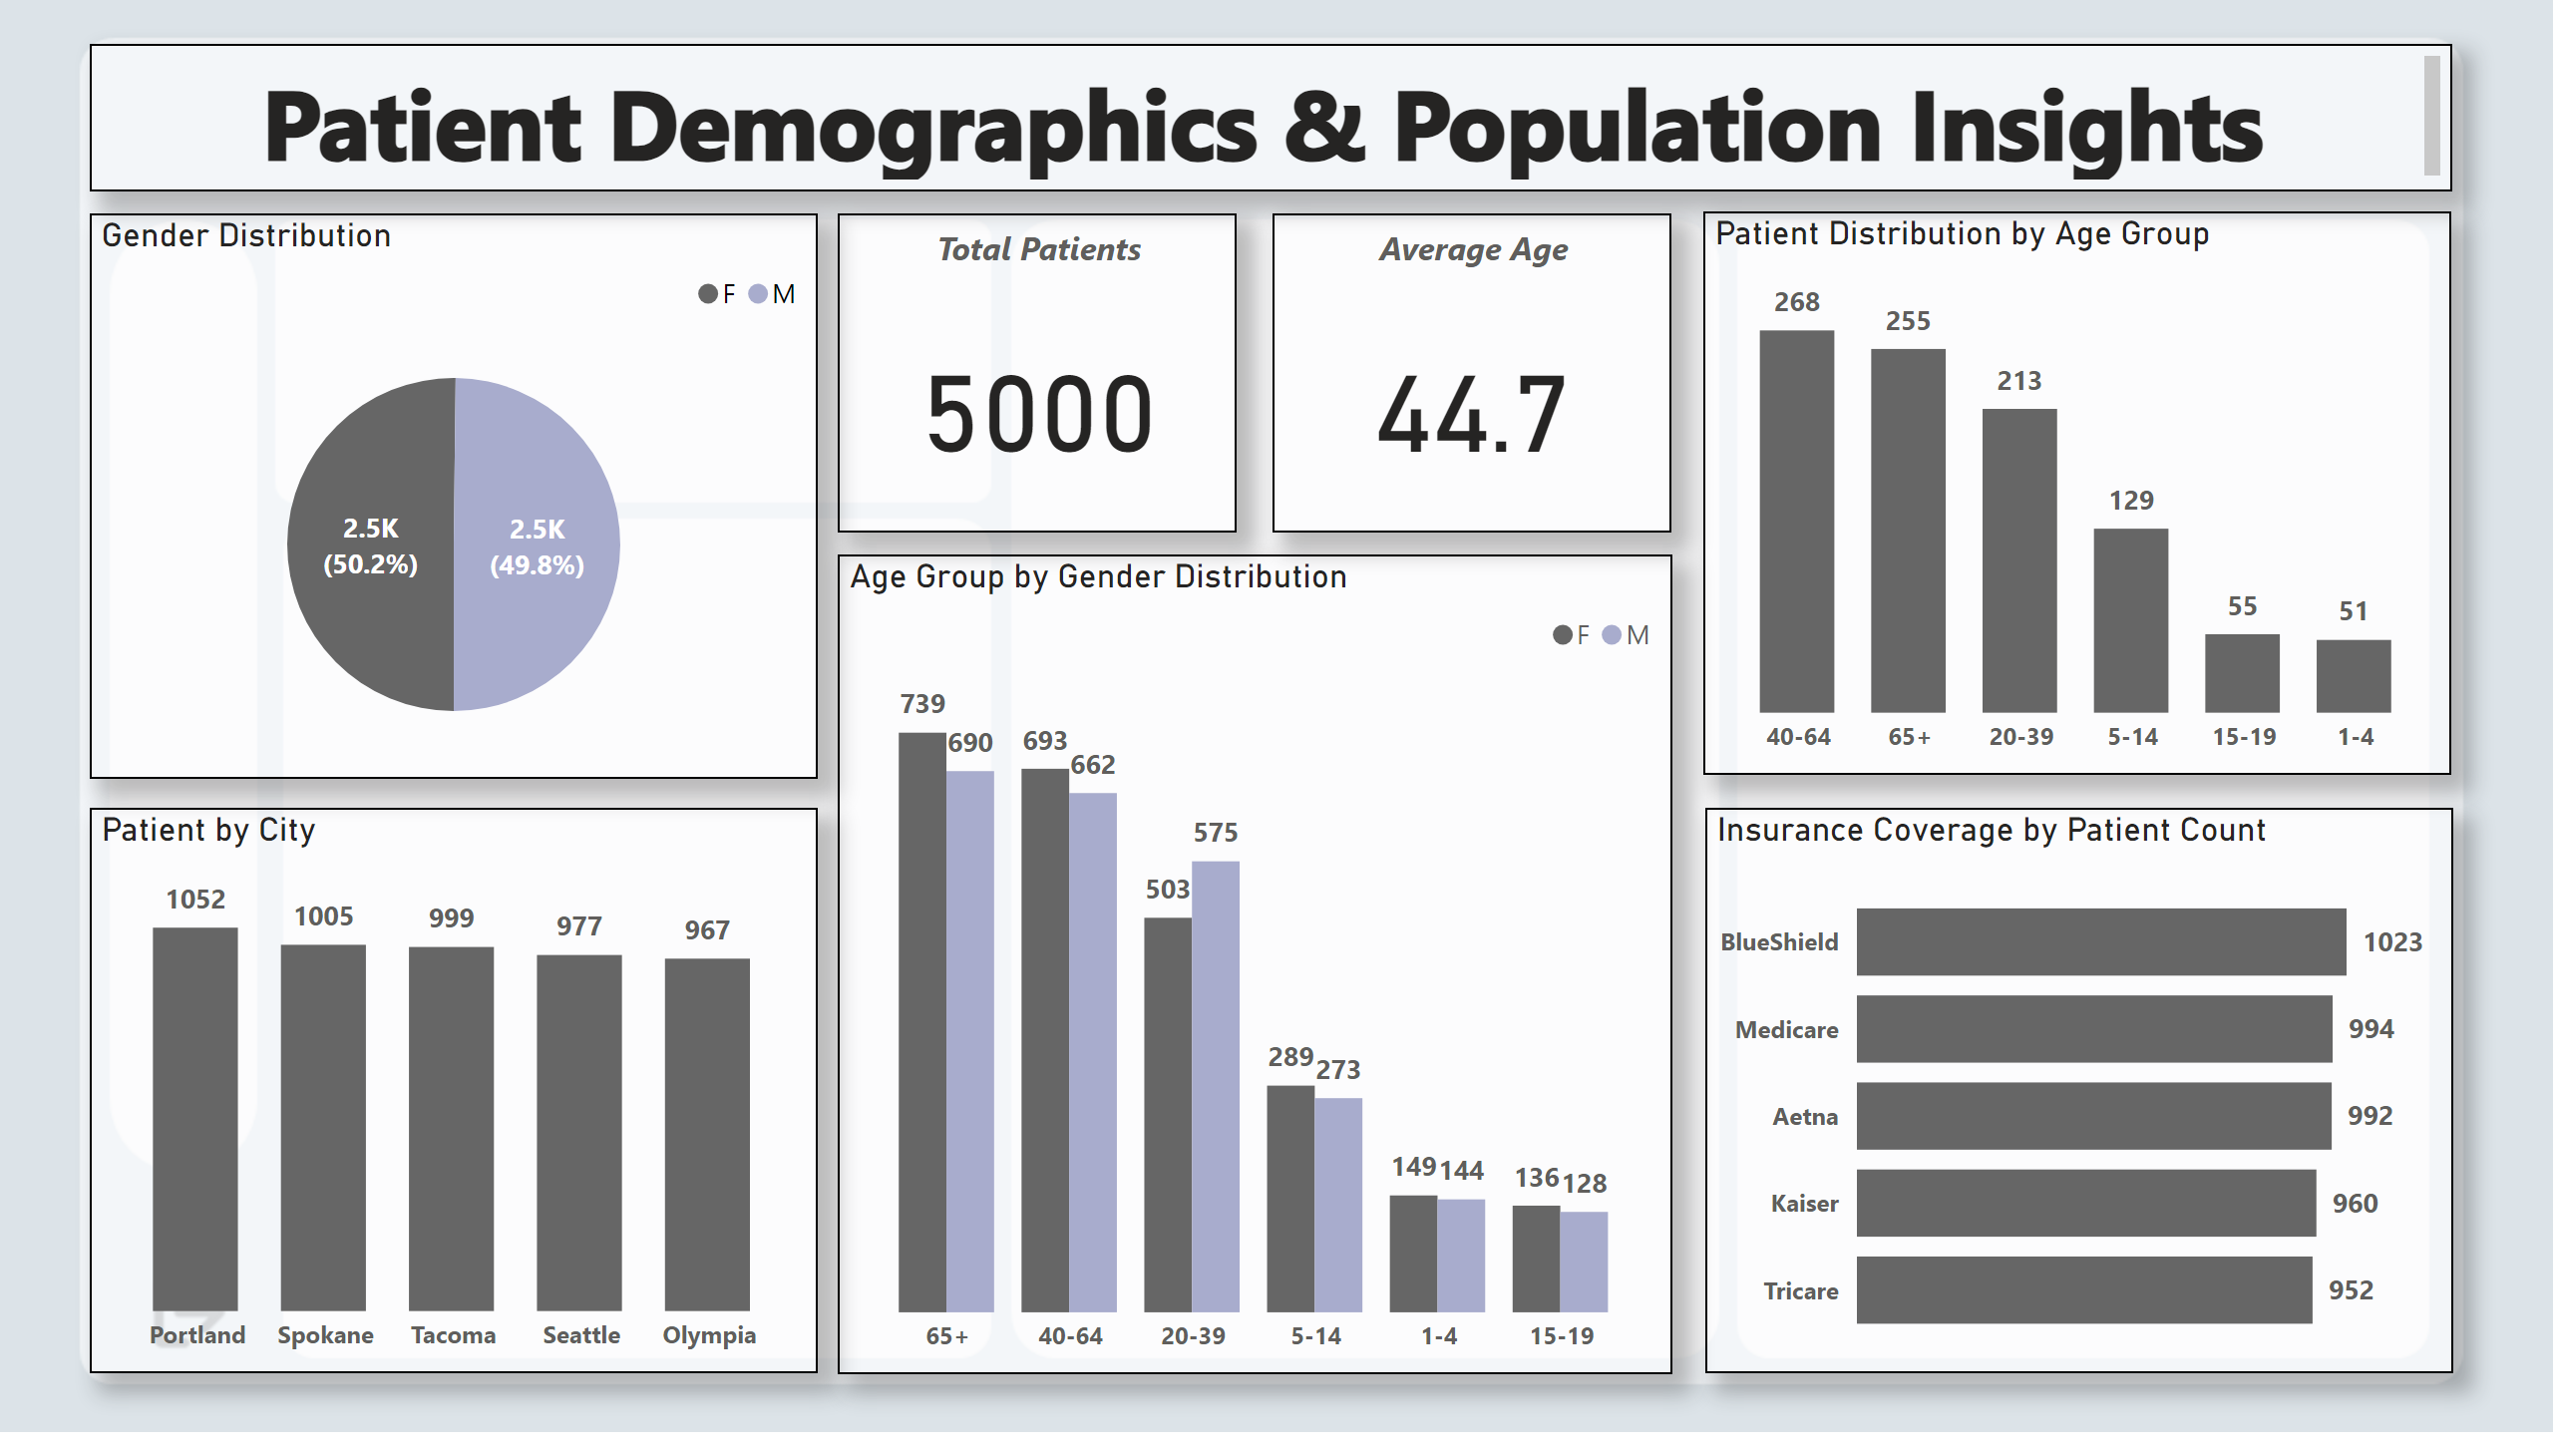 Patient Demographics & Population Insights
Gender Distribution
F M
2.5K
(50.2%)
2.5K
(49.8%)
Total Patients
5000
Average Age
44.7
Patient Distribution by Age Group
268 255 213 129 55 51
40-64 65+ 20-39 5-14 15-19 1-4
Age Group by Gender Distribution
F M
739 690 693 662 503 575 289 273 149 144 136 128
65+ 40-64 20-39 5-14 1-4 15-19
Patient by City
1052 1005 999 977 967
Portland Spokane Tacoma Seattle Olympia
Insurance Coverage by Patient Count
BlueShield 1023
Medicare 994
Aetna 992
Kaiser 960
Tricare 952